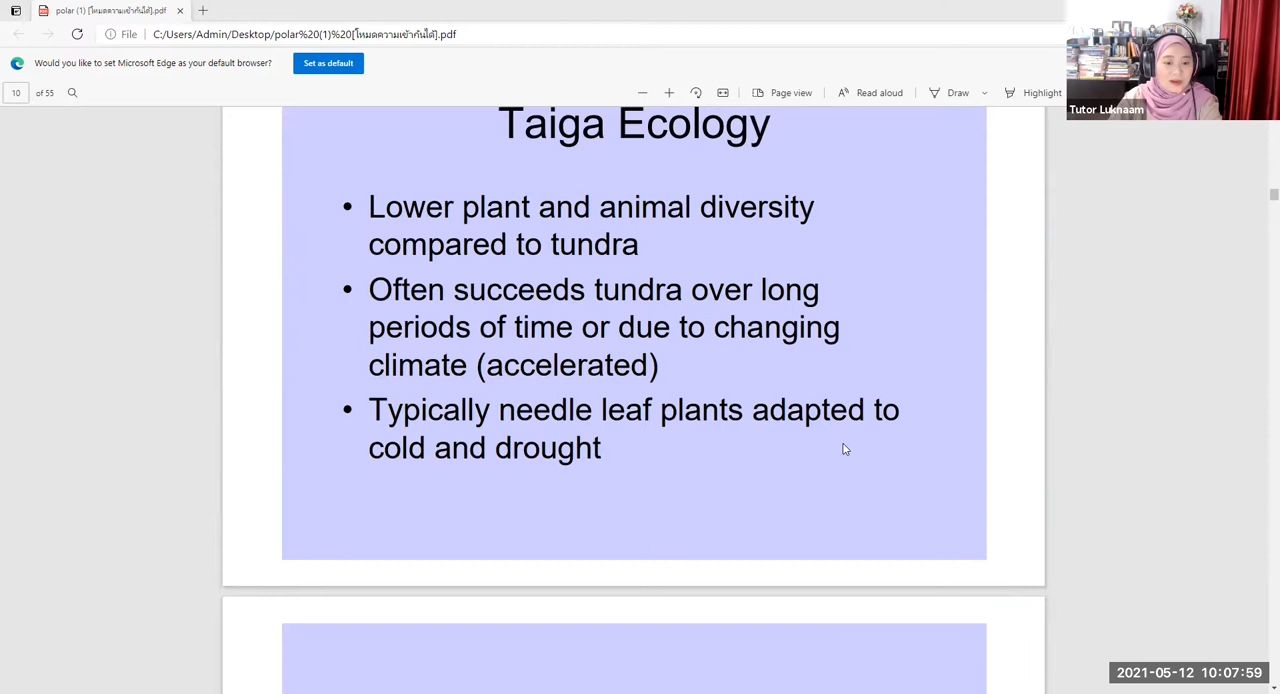 polar (1) [โหมดความเข้ากันได้].pdf
File C:/Users/Admin/Desktop/polar%20(1)%20[โหมดความเข้ากันได้].pdf
Would you like to set Microsoft Edge as your default browser? Set as default
10 of 55 Page view Read aloud Draw Highlight
Tutor Luknaam
Taiga Ecology
• Lower plant and animal diversity
compared to tundra
• Often succeeds tundra over long
periods of time or due to changing
climate (accelerated)
• Typically needle leaf plants adapted to
cold and drought
2021-05-12 10:07:59